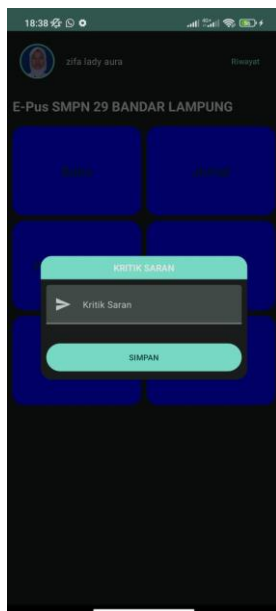 18:38
zifa lady aura
Riwayat
E-Pus SMPN 29 BANDAR LAMPUNG
KRITIK SARAN
Kritik Saran
SIMPAN